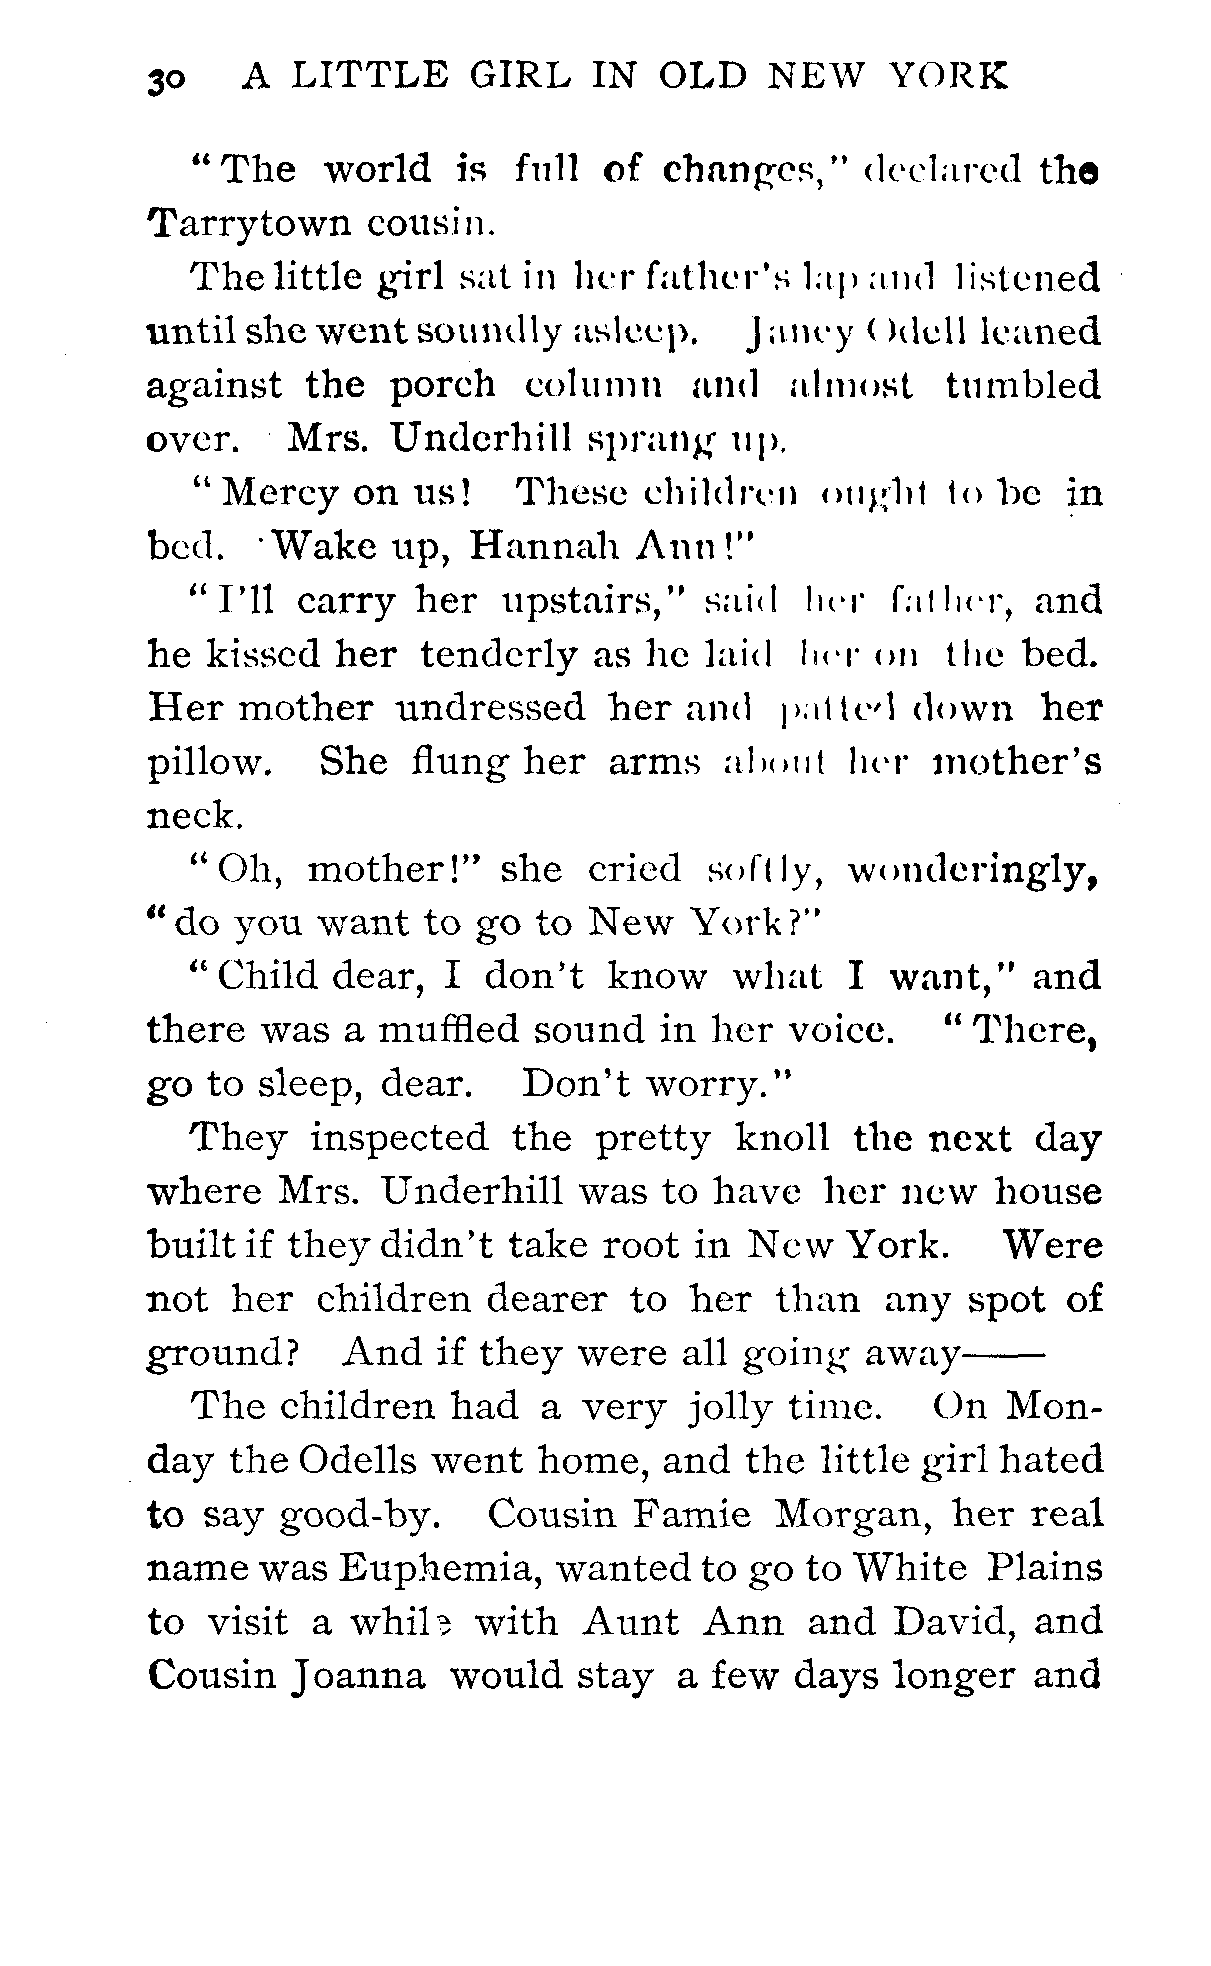 30 A LITTLE GIRL IN OLD NEW YORK
"The world is full of changes," declared the
Tarrytown cousin.
The little girl sat in her father's lap and listened
until she went soundly asleep. Janey Odell leaned
against the porch column and almost tumbled
over. Mrs. Underhill sprang up.
"Mercy on us! These children ought to be in
bed. Wake up, Hannah Ann!"
"I'll carry her upstairs," said her father, and
he kissed her tenderly as he laid her on the bed.
Her mother undressed her and patted down her
pillow. She flung her arms about her mother's
neck.
"Oh, mother!" she cried softly, wonderingly,
"do you want to go to New York?"
"Child dear, I don't know what I want," and
there was a muffled sound in her voice. "There,
go to sleep, dear. Don't worry."
They inspected the pretty knoll the next day
where Mrs. Underhill was to have her new house
built if they didn't take root in New York. Were
not her children dearer to her than any spot of
ground? And if they were all going away——
The children had a very jolly time. On Mon-
day the Odells went home, and the little girl hated
to say good-by. Cousin Famie Morgan, her real
name was Euphemia, wanted to go to White Plains
to visit a while with Aunt Ann and David, and
Cousin Joanna would stay a few days longer and